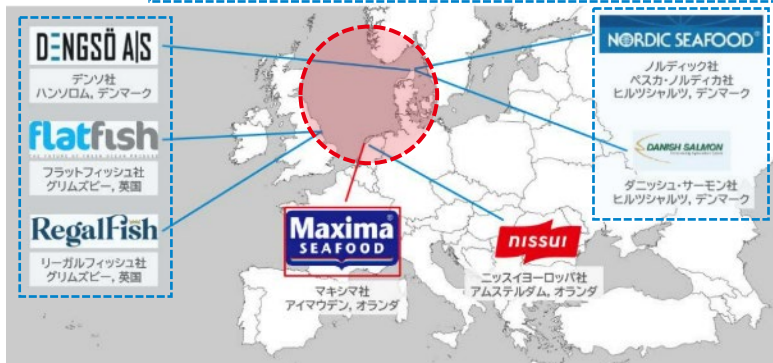 DENGSÖ A|S
デンソ社
ハンソロム, デンマーク
flatfish
フラットフィッシュ社
グリムズビー, 英国
RegalFish
リーガルフィッシュ社
グリムズビー, 英国
Maxima®
SEAFOOD
マキシマ社
アイマウデン, オランダ
nissui
ニッスイヨーロッパ社
アムステルダム, オランダ
NORDIC SEAFOOD®
ノルディック社
ペスカ・ノルディカ社
ヒルツシャルツ, デンマーク
DANISH SALMON
ダニッシュ・サーモン社
ヒルツシャルツ, デンマーク